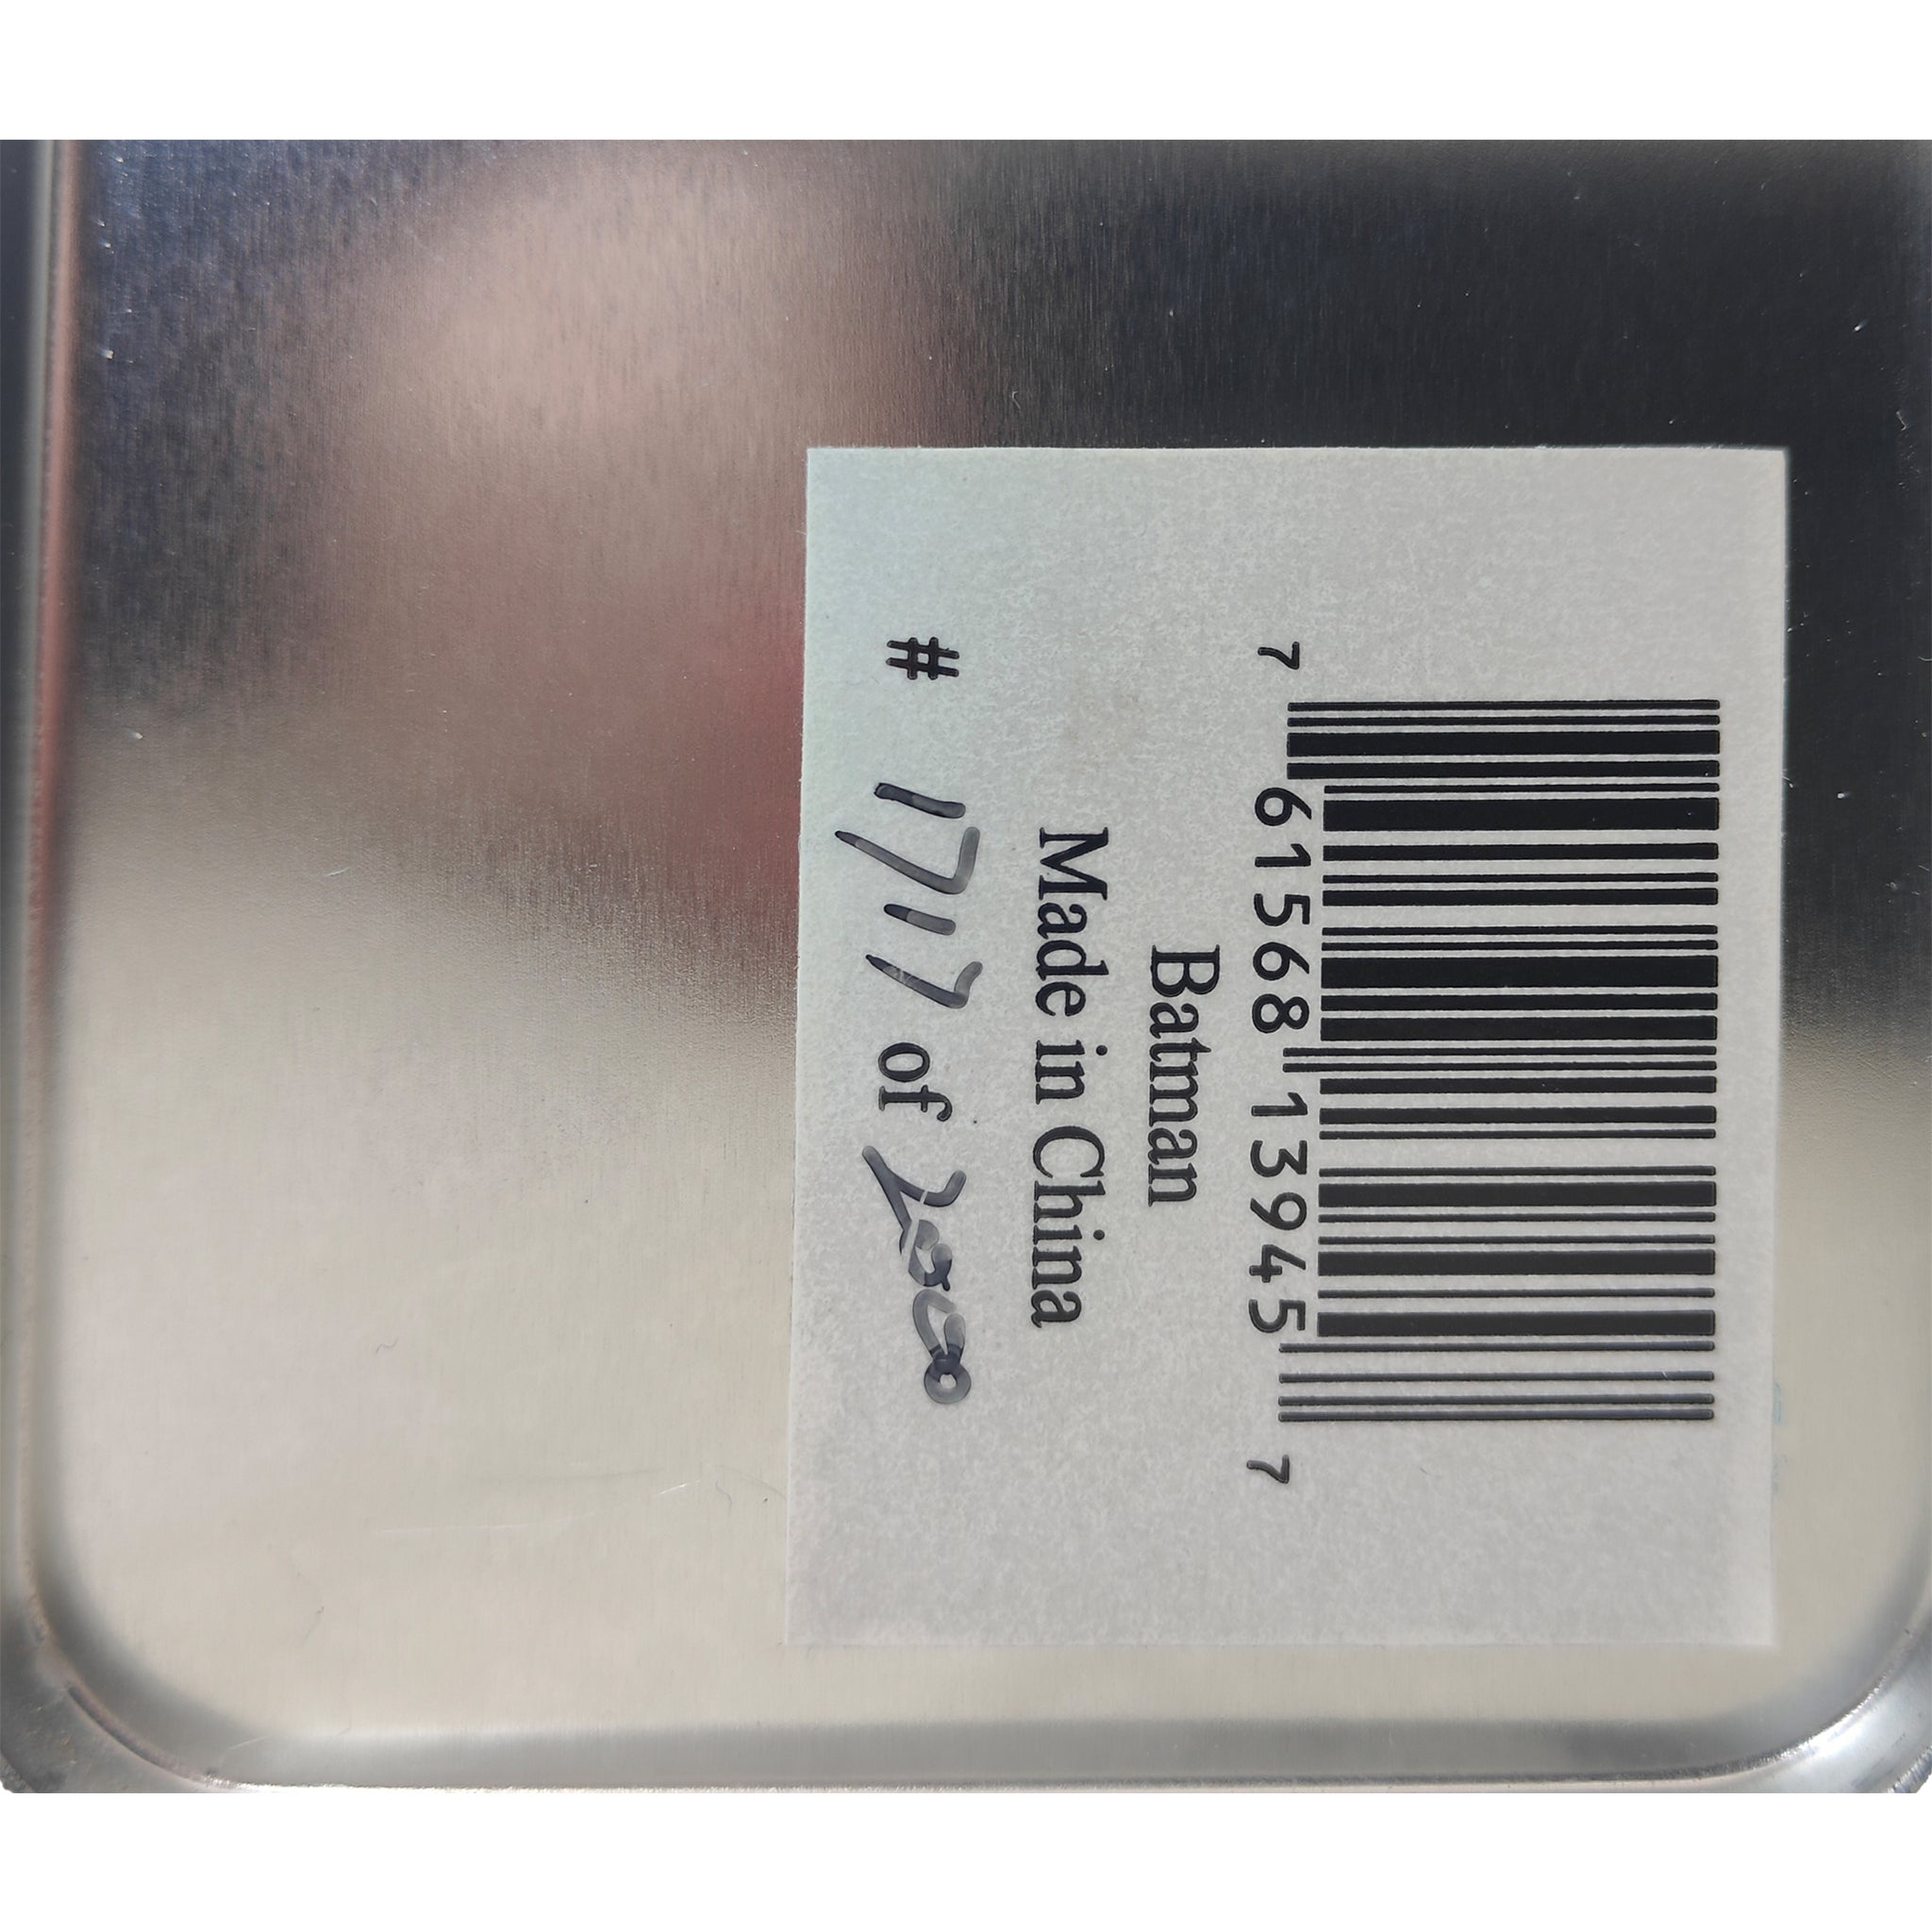 7 61568 13945 7
Batman
Made in China
# 1717 of 2000